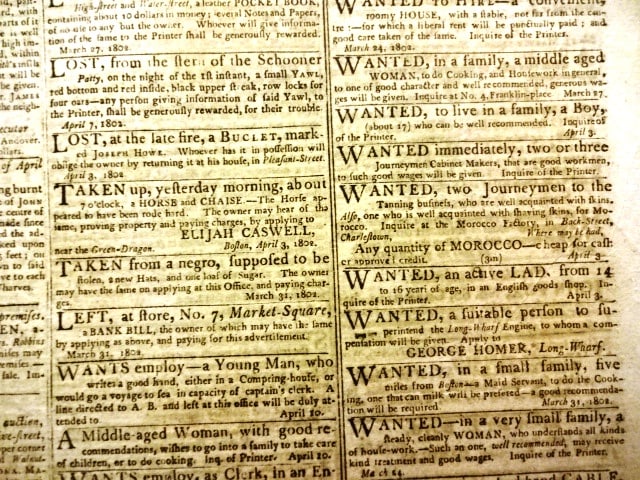 High-street and Water-street, a leather POCKET BOOK,
containing about 10 dollars in money; several Notes and Papers,
of no use to any but the owner. Whoever will give informa-
tion of the same to the Printer shall be generously rewarded.
March 27. 1802.
LOST, from the stern of the Schooner
Patty, on the night of the 1st instant, a small YAWL,
red bottom and red inside, black upper streak, row locks for
four oars—any person giving information of said Yawl, to
the Printer, shall be generously rewarded, for their trouble.
April 7, 1802.
LOST, at the late fire, a BUCLET, mark-
ed JOSEPH HOWE. Whoever has it in possession will
oblige the owner by returning it at his house, in Pleasant-Street.
April 3, 1802.
TAKEN up, yesterday morning, about
7 o'clock, a HORSE and CHAISE.—The Horse ap-
peared to have been rode hard. The owner may hear of the
same, proving property and paying charges, by applying to
ELIJAH CASWELL,
near the Green-Dragon. Boston, April 3, 1802.
TAKEN from a negro, supposed to be
stolen, 2 new Hats, and one loaf of Sugar. The owner
may have the same on applying at this Office, and paying char-
ges. March 31, 1802.
LEFT, at store, No. 7, Market-Square,
a BANK BILL, the owner of which may have the same
by applying as above, and paying for this advertisement.
March 31, 1802.
WANTS employ—a Young Man, who
writes a good hand, either in a Compting-house, or
would go a voyage to sea in capacity of captain's clerk. A
line directed to A. B. and left at this office will be duly at-
tended to April 10.
A Middle-aged Woman, with good re-
commendations, wishes to go into a family to take care
of children, or to do cooking. Inq. of Printer. April 20.
WANTS employ, as Clerk, in an En-
WANTED to HIRE—a convenient,
roomy HOUSE, with a stable, not far from the cen-
tre:—for which a liberal rent will be punctually paid; and
good care taken of the same. Inquire of the Printer.
March 24, 1802.
WANTED, in a family, a middle aged
WOMAN, to do Cooking, and Housework in general,
to one of good character and well recommended, generous wa-
ges will be given. Inquire at No. 4, Franklin-place. March 27.
WANTED, to live in a family, a Boy,
(about 17) who can be well recommended. Inquire
of the Printer. April 3.
WANTED immediately, two or three
Journeymen Cabinet Makers, that are good workmen,
to such good wages will be given. Inquire of the Printer.
WANTED, two Journeymen to the
Tanning business, who are well acquainted with skins.
Also, one who is well acquainted with shaving skins, for Mo-
rocco. Inquire at the Morocco Factory, in Back-Street,
Charlestown, Where may be had,
Any quantity of MOROCCO—cheap for cash
or approved credit. (3m) April 3
WANTED, an active LAD, from 14
to 16 years of age, in an English goods shop. In-
quire of the Printer. April 3.
WANTED, a suitable person to su-
perintend the Long-Wharf Engine, to whom a com-
pensation will be given. Apply to
GEORGE HOMER, Long-Wharf.
WANTED, in a small family, five
miles from Boston—a Maid Servant, to do the Cook-
ing, one that can milk will be prefered—a good recommenda-
tion will be required. March 31, 1802.
WANTED—in a very small family, a
steady, cleanly WOMAN, who understands all kinds
of house-work.—Such an one, well recommended, may receive
kind treatment and good wages. Inquire of the Printer.
March 24.